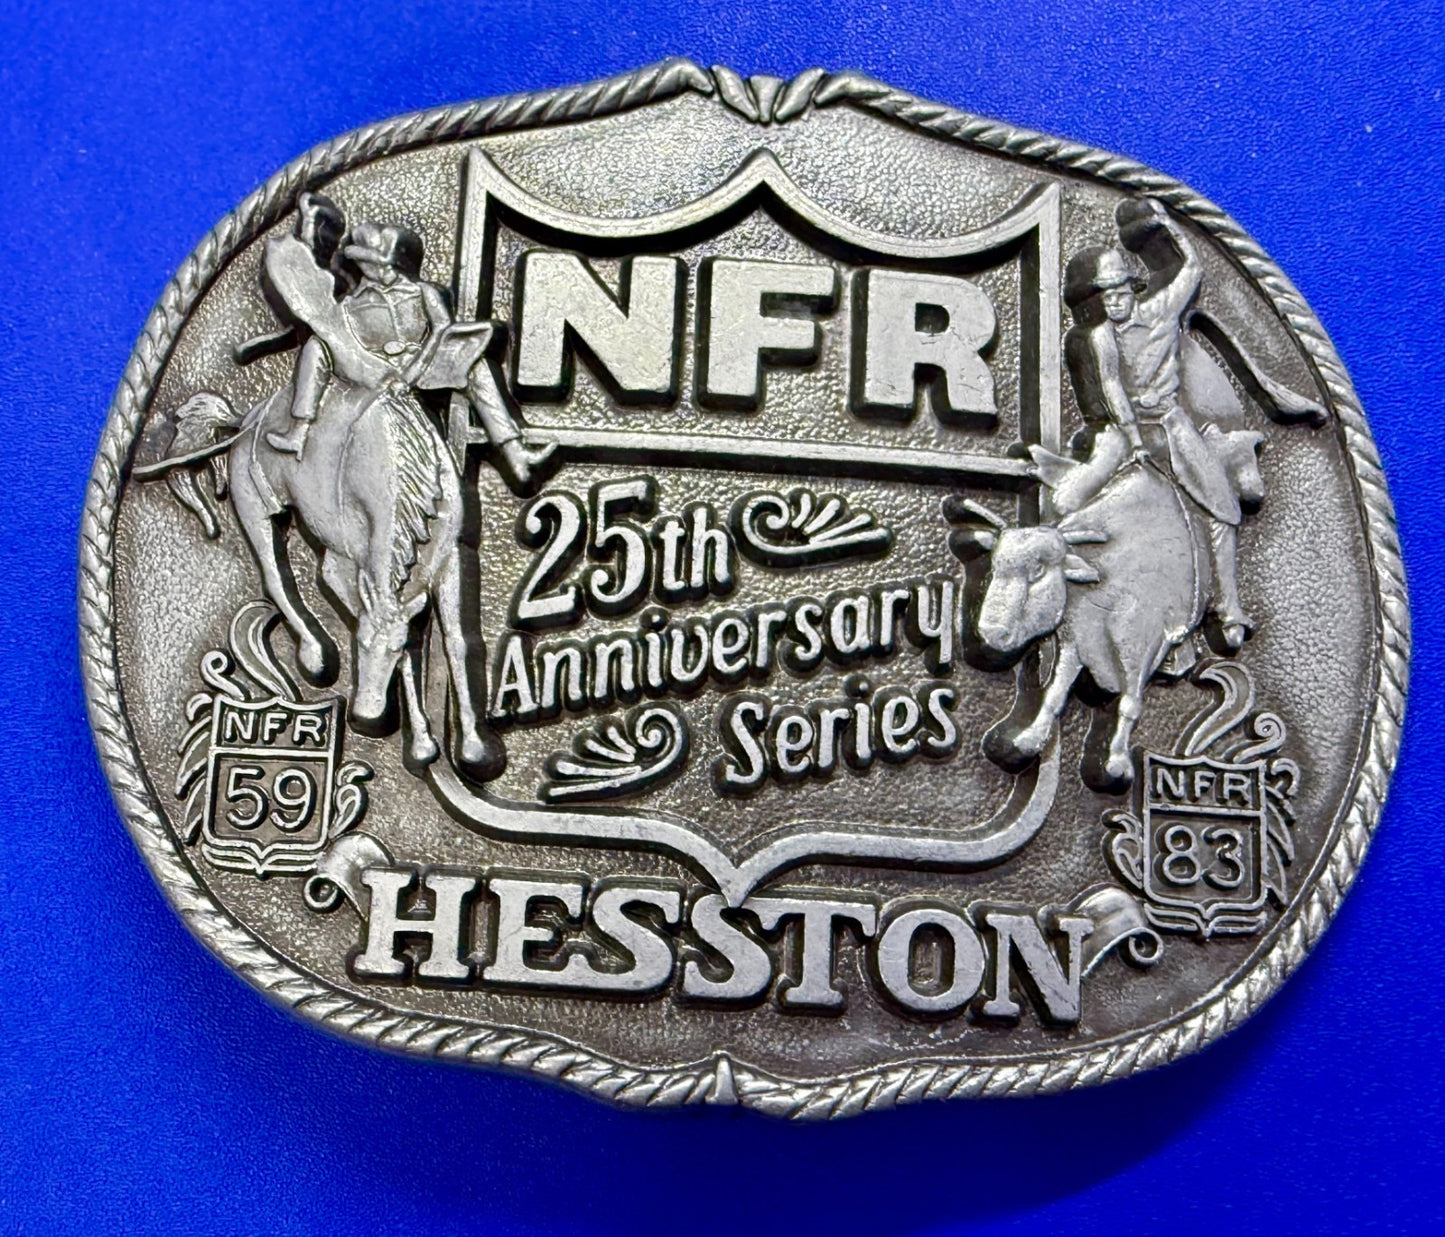 NFR
25th
Anniversary
Series
NFR
59
NFR
83
HESSTON